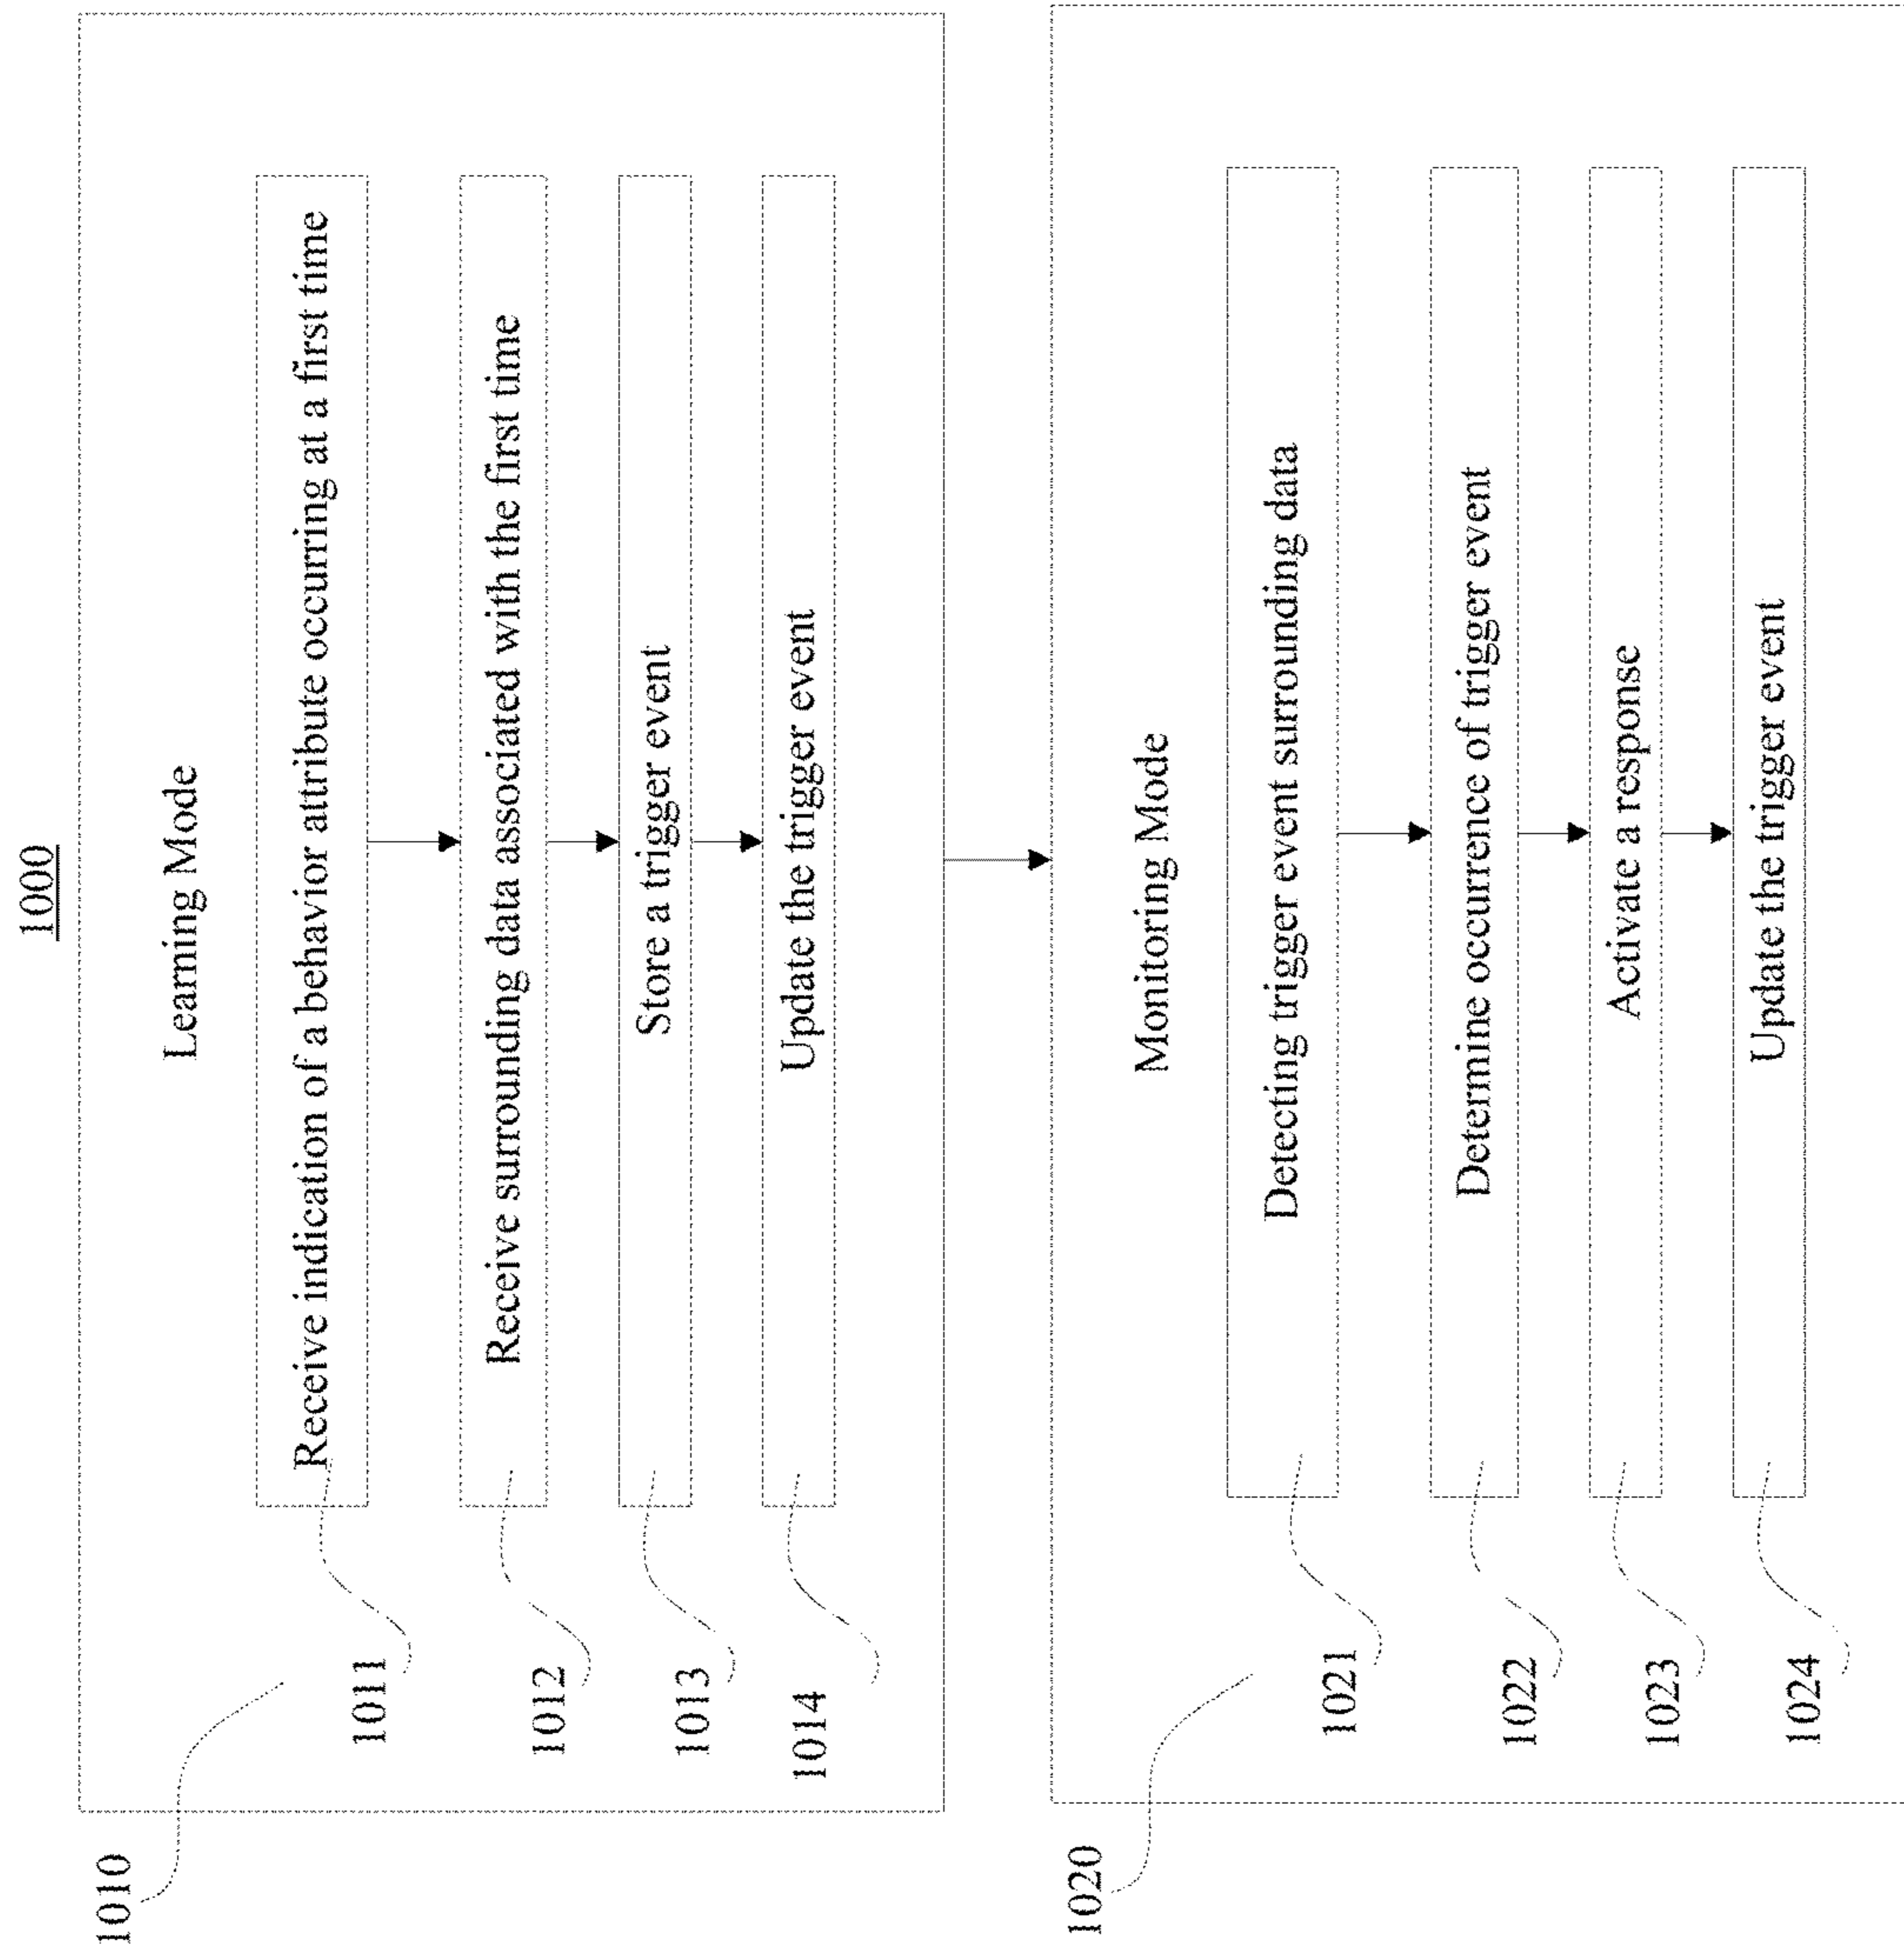 1000
1010
Learning Mode
1011
Receive indication of a behavior attribute occurring at a first time
1012
Receive surrounding data associated with the first time
1013
Store a trigger event
1014
Update the trigger event
1020
Monitoring Mode
1021
Detecting trigger event surrounding data
1022
Determine occurrence of trigger event
1023
Activate a response
1024
Update the trigger event